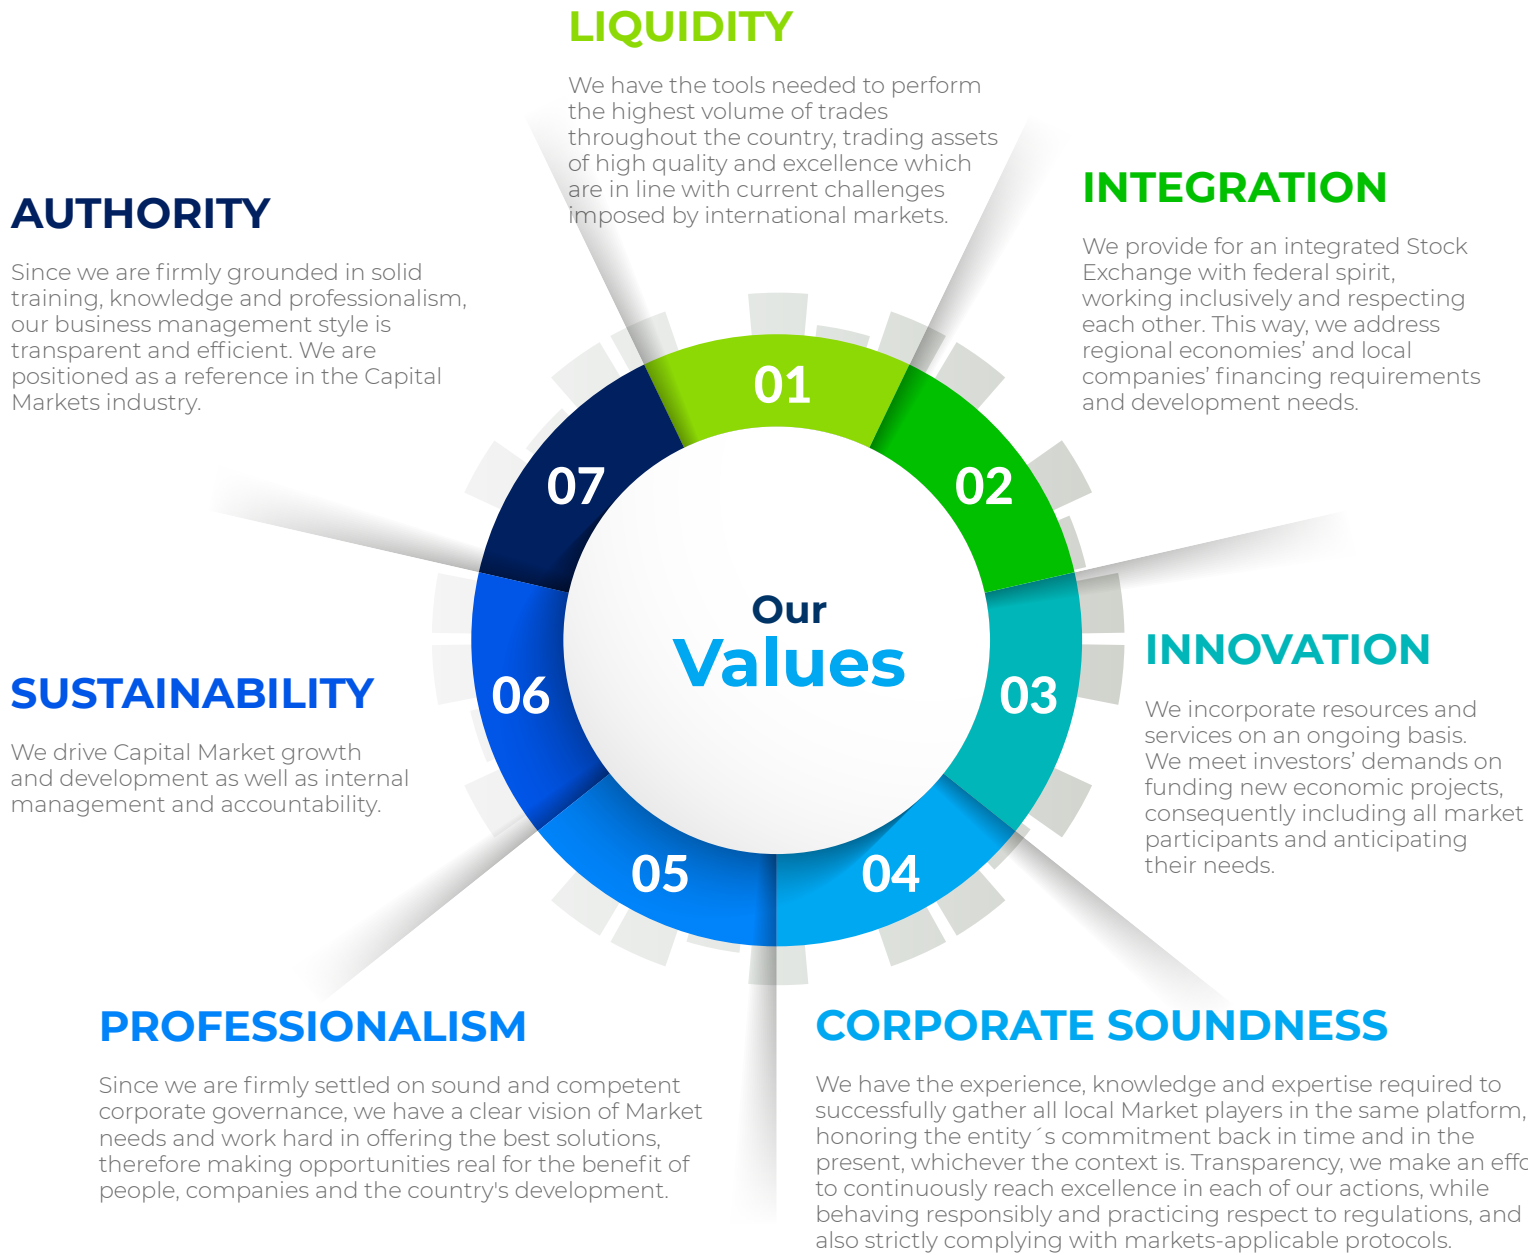 LIQUIDITY
We have the tools needed to perform
the highest volume of trades
throughout the country, trading assets
of high quality and excellence which
are in line with current challenges
imposed by international markets.
INTEGRATION
We provide for an integrated Stock
Exchange with federal spirit,
working inclusively and respecting
each other. This way, we address
regional economies’ and local
companies’ financing requirements
and development needs.
INNOVATION
We incorporate resources and
services on an ongoing basis.
We meet investors’ demands on
funding new economic projects,
consequently including all market
participants and anticipating
their needs.
CORPORATE SOUNDNESS
We have the experience, knowledge and expertise required to
successfully gather all local Market players in the same platform,
honoring the entity´s commitment back in time and in the
present, whichever the context is. Transparency, we make an
to continuously reach excellence in each of our actions, while
behaving responsibly and practicing respect to regulations, and
also strictly complying with markets-applicable protocols.
PROFESSIONALISM
Since we are firmly settled on sound and competent
corporate governance, we have a clear vision of Market
needs and work hard in offering the best solutions,
therefore making opportunities real for the benefit of
people, companies and the country's development.
SUSTAINABILITY
We drive Capital Market growth
and development as well as internal
management and accountability.
AUTHORITY
Since we are firmly grounded in solid
training, knowledge and professionalism,
our business management style is
transparent and efficient. We are
positioned as a reference in the Capital
Markets industry.
01
02
03
04
05
06
07
Our
Values